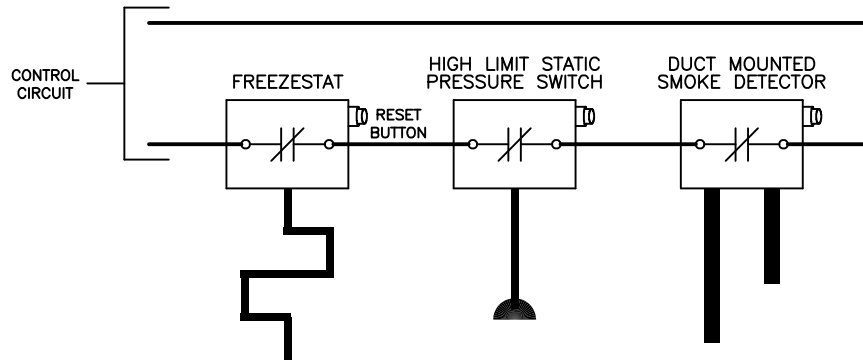 CONTROL
CIRCUIT
FREEZESTAT
RESET
BUTTON
HIGH LIMIT STATIC
PRESSURE SWITCH
DUCT MOUNTED
SMOKE DETECTOR